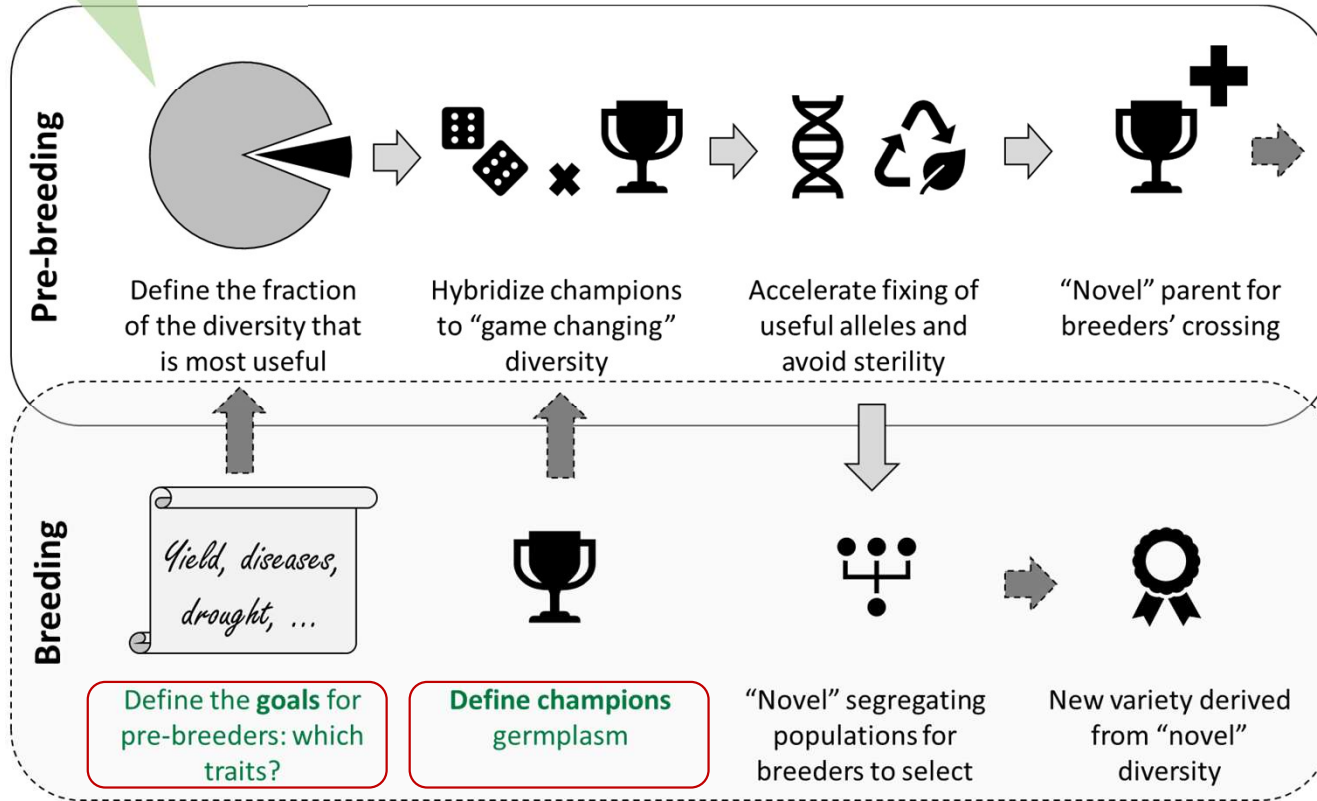 Pre-breeding
Define the fraction
of the diversity that
is most useful
Hybridize champions
to “game changing”
diversity
Accelerate fixing of
useful alleles and
avoid sterility
“Novel” parent for
breeders’ crossing
Breeding
Yield, diseases,
drought, ...
Define the goals for
pre-breeders: which
traits?
Define champions
germplasm
“Novel” segregating
populations for
breeders to select
New variety derived
from “novel”
diversity